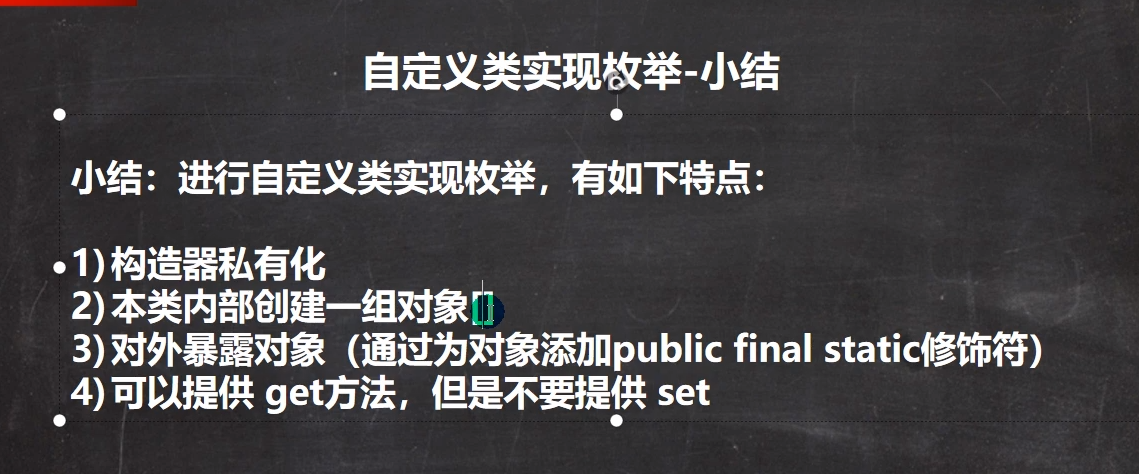 自定义类实现枚举-小结
小结：进行自定义类实现枚举，有如下特点：
1) 构造器私有化
2) 本类内部创建一组对象
3) 对外暴露对象（通过为对象添加public final static修饰符）
4) 可以提供 get方法，但是不要提供 set